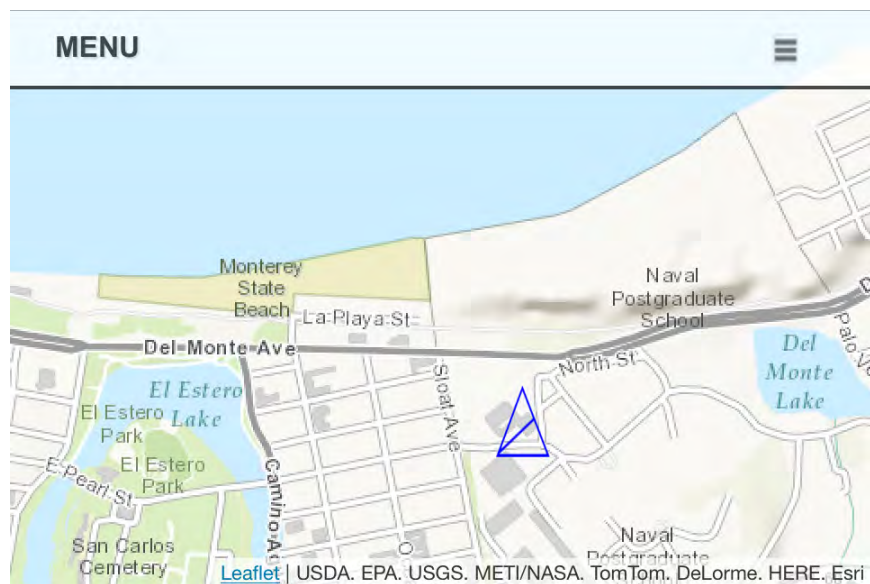 MENU
Monterey
State
Beach
Naval
Postgraduate
School
La Playa St
Del Monte Ave
North St
Del
Monte
Lake
El Estero
Lake
El Estero
Park
El Estero
Park
Sloat Ave
E Pearl St
San Carlos
Cemetery
Naval
Postgraduate
Leaflet | USDA. EPA. USGS. METI/NASA. TomTom. DeLorme. HERE. Esri